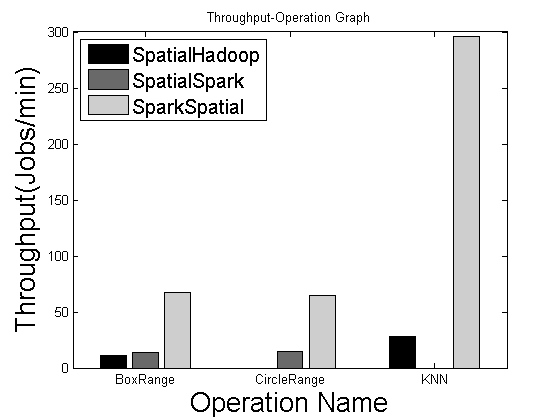 Throughput-Operation Graph
SpatialHadoop
SpatialSpark
SparkSpatial
Throughput(Jobs/min)
300
250
200
150
100
50
0
BoxRange CircleRange KNN
Operation Name